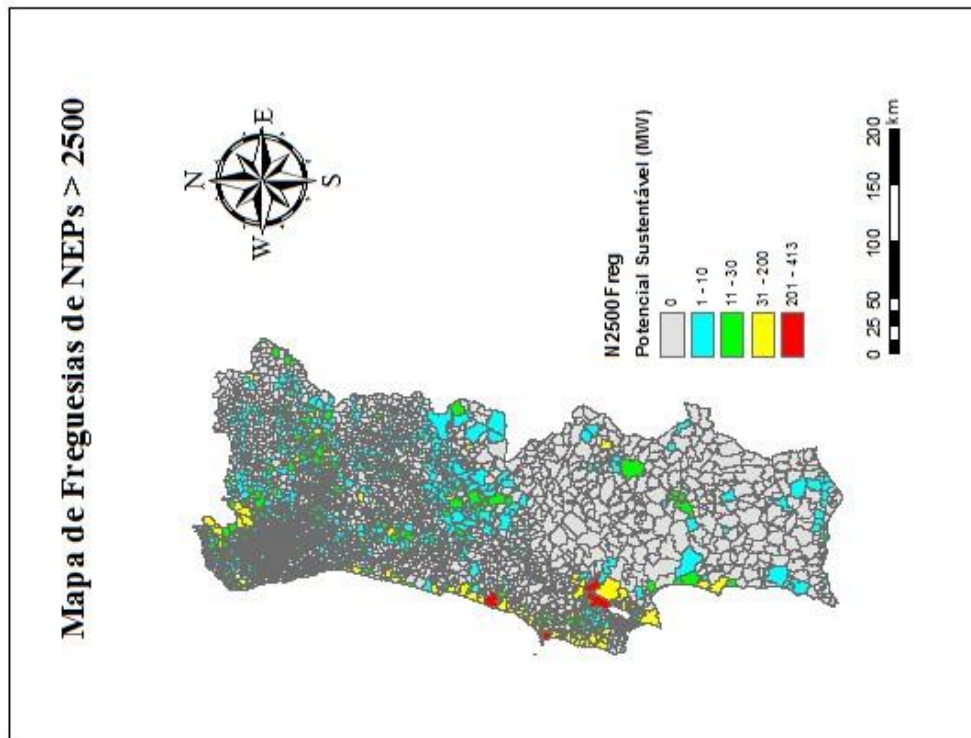 Mapa de Freguesias de NEPs > 2500
N
W E
S
N2500Freg
Potencial Sustentável (MW)
0
1 - 10
11 - 30
31 - 200
201 - 413
0 25 50 100 150 200
km